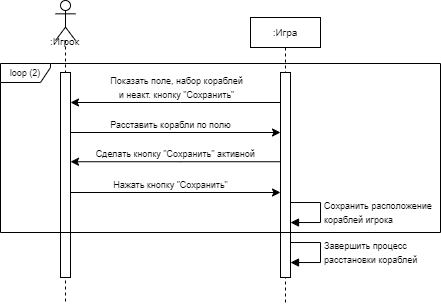 :Игрок
:Игра
loop (2)
Показать поле, набор кораблей
и неакт. кнопку "Сохранить"
Расставить корабли по полю
Сделать кнопку "Сохранить" активной
Нажать кнопку "Сохранить"
Сохранить расположение
кораблей игрока
Завершить процесс
расстановки кораблей